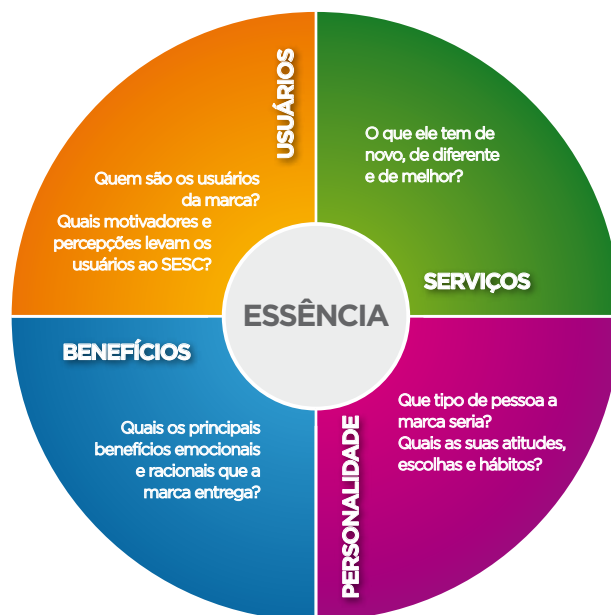 USUÁRIOS
Quem são os usuários
da marca?
Quais motivadores e
percepções levam os
usuários ao SESC?
O que ele tem de
novo, de diferente
e de melhor?
SERVIÇOS
ESSÊNCIA
BENEFÍCIOS
Quais os principais
benefícios emocionais
e racionais que a
marca entrega?
PERSONALIDADE
Que tipo de pessoa a
marca seria?
Quais as suas atitudes,
escolhas e hábitos?